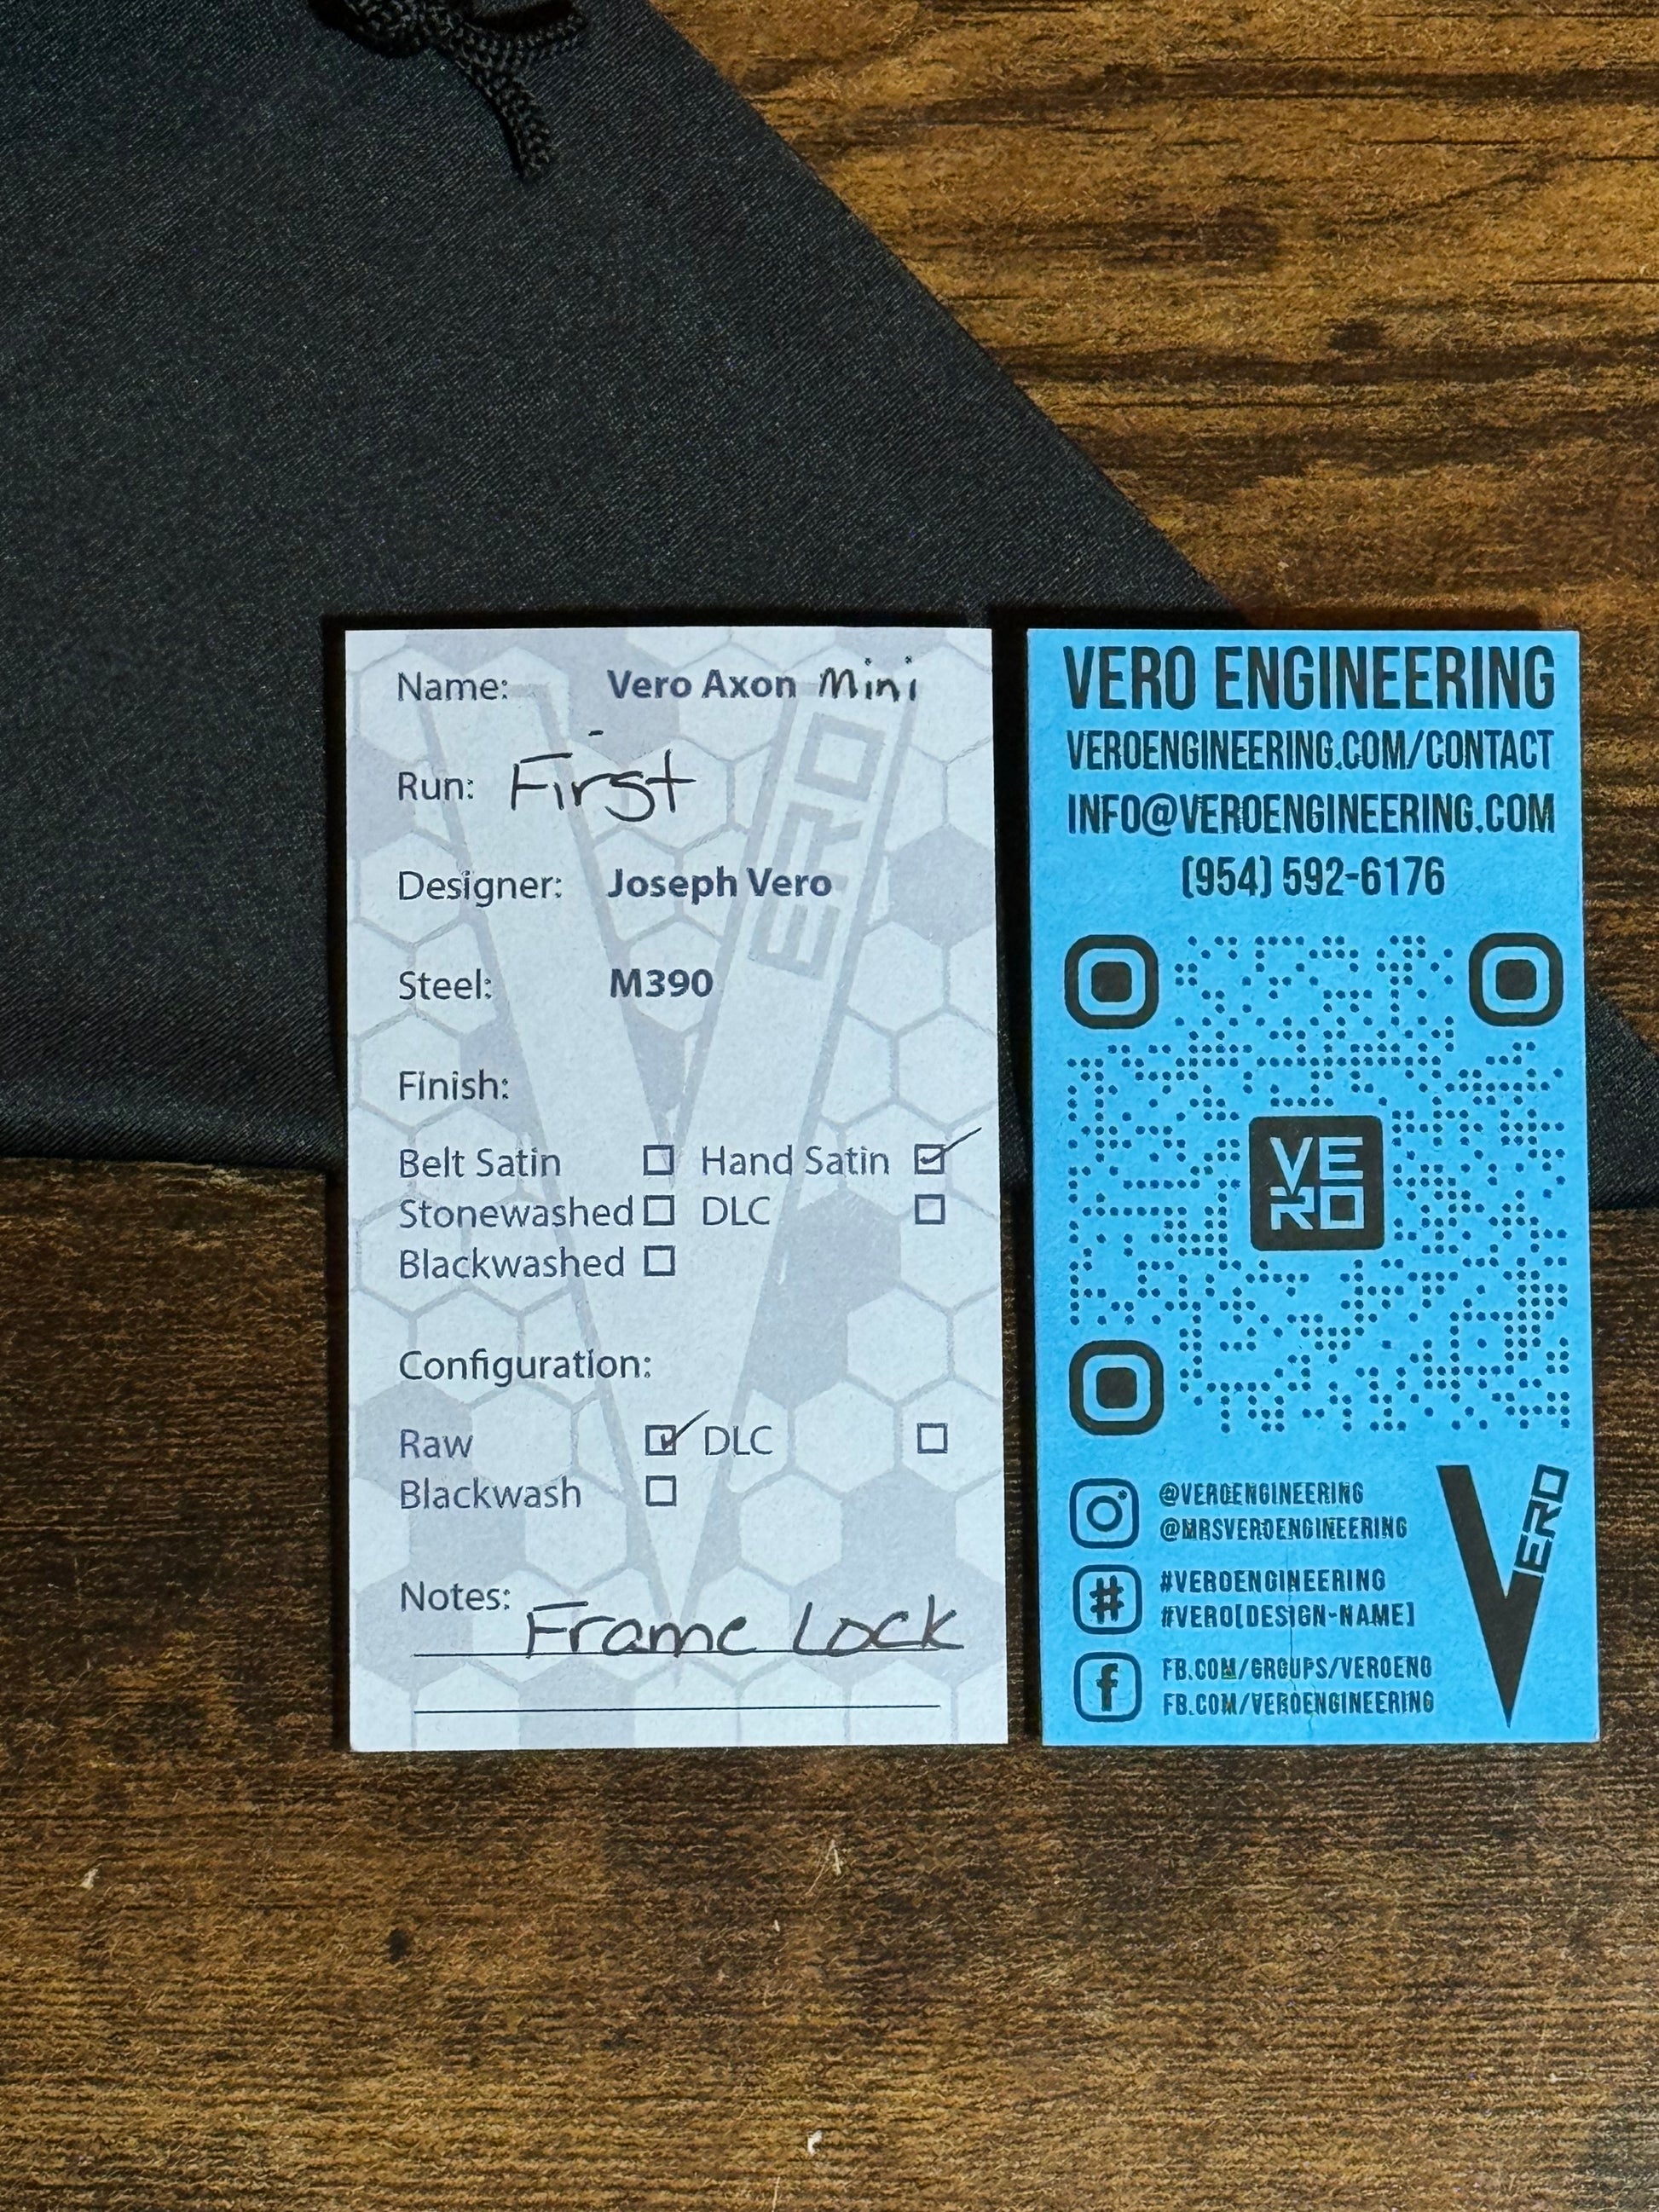 Name: Vero Axon Mini
Run: First
Designer: Joseph Vero
Steel: M390
Finish:
Belt Satin ☐ Hand Satin ☑
Stonewashed ☐ DLC ☐
Blackwashed ☐
Configuration:
Raw ☑ DLC ☐
Blackwash ☐
Notes: Frame Lock
VERO
VERO ENGINEERING
VEROENGINEERING.COM/CONTACT
INFO@VEROENGINEERING.COM
(954) 592-6176
VE
RO
@VEROENGINEERING
@MRSVEROENGINEERING
#VEROENGINEERING
#VERO[DESIGN-NAME]
FB.COM/GROUPS/VEROENG
FB.COM/VEROENGINEERING
VERO